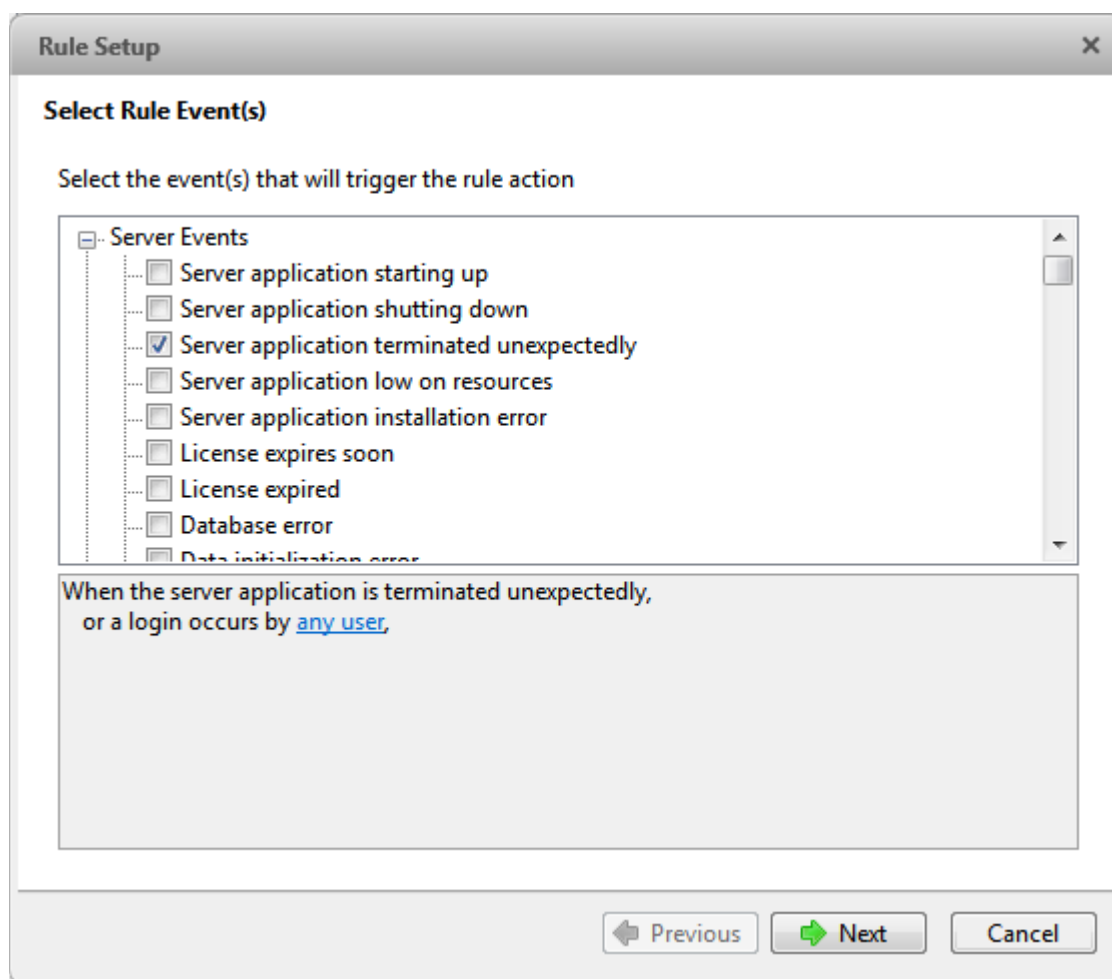 Rule Setup
Select Rule Event(s)
Select the event(s) that will trigger the rule action
Server Events
Server application starting up
Server application shutting down
Server application terminated unexpectedly
Server application low on resources
Server application installation error
License expires soon
License expired
Database error
Data initialization error
When the server application is terminated unexpectedly,
or a login occurs by any user,
Previous
Next
Cancel